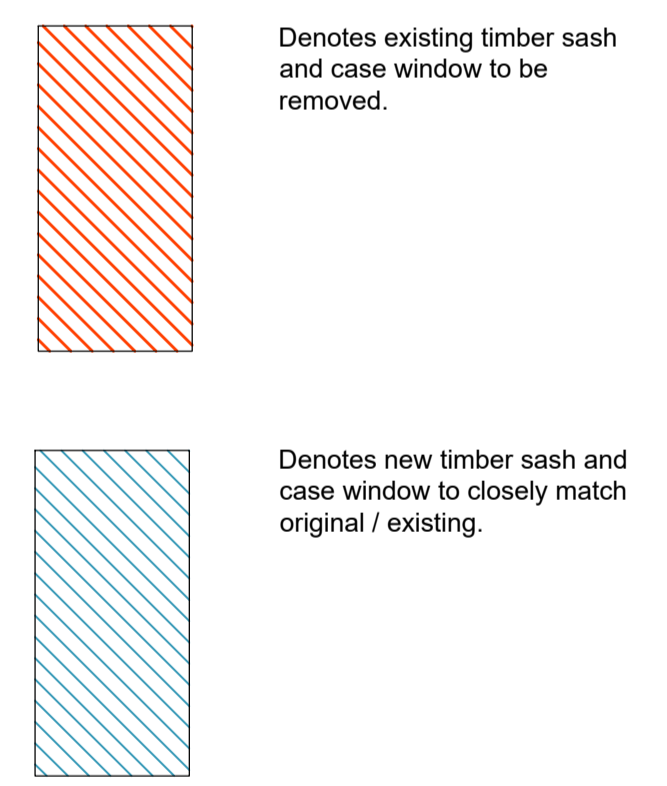 Denotes existing timber sash
and case window to be
removed.
Denotes new timber sash and
case window to closely match
original / existing.